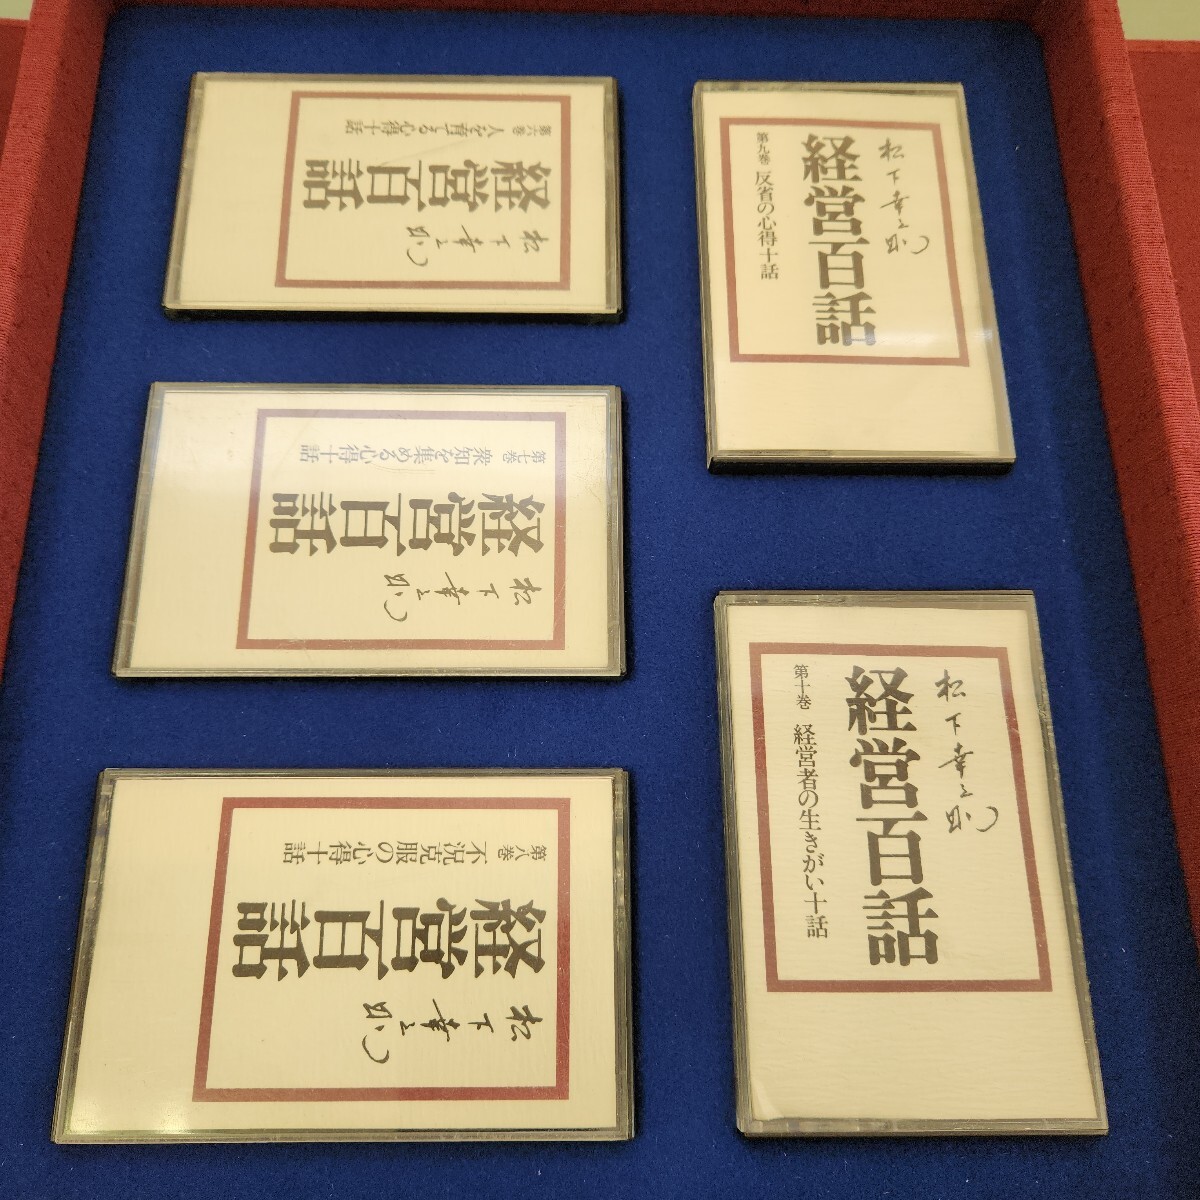 松下幸之助
経営百話
第六巻 人を育てる心得十話
松下幸之助
経営百話
第七巻 衆知を集める心得十話
松下幸之助
経営百話
第八巻 不況克服の心得十話
松下幸之助
経営百話
第九巻 反省の心得十話
松下幸之助
経営百話
第十巻 経営者の生きがい十話